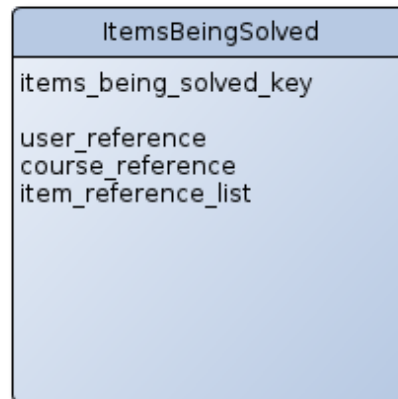 ItemsBeingSolved
items_being_solved_key
user_reference
course_reference
item_reference_list